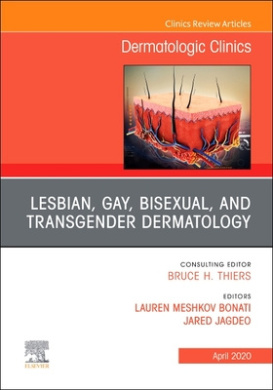 Clinics Review Articles
Dermatologic Clinics
LESBIAN, GAY, BISEXUAL, AND
TRANSGENDER DERMATOLOGY
CONSULTING EDITOR
BRUCE H. THIERS
EDITORS
LAUREN MESHKOV BONATI
JARED JAGDEO
ELSEVIER
April 2020